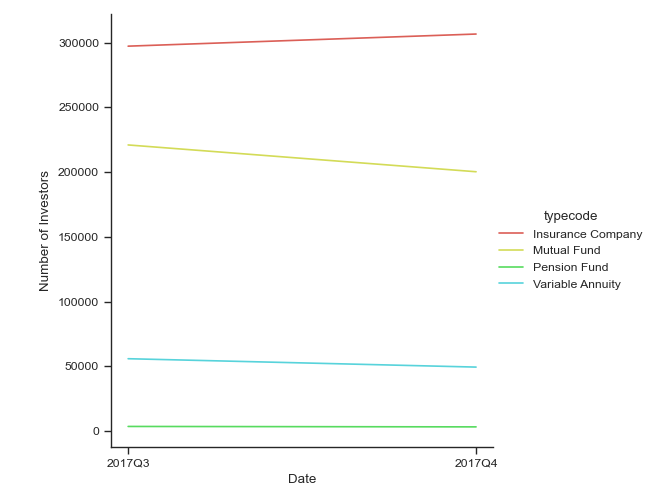 300000
250000
200000
150000
100000
50000
0
Number of Investors
2017Q3
2017Q4
Date
typecode
Insurance Company
Mutual Fund
Pension Fund
Variable Annuity